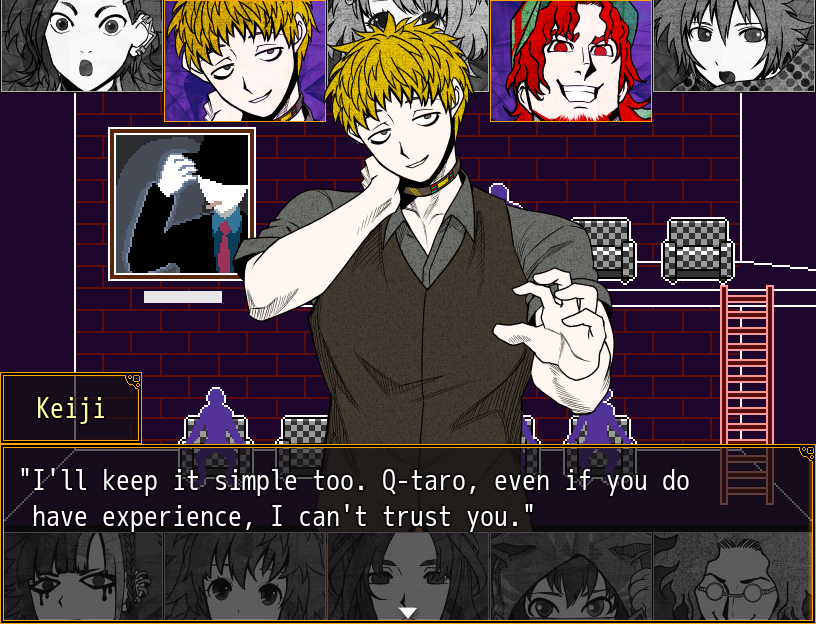 Keiji
"I'll keep it simple too. Q-taro, even if you do
have experience, I can't trust you."